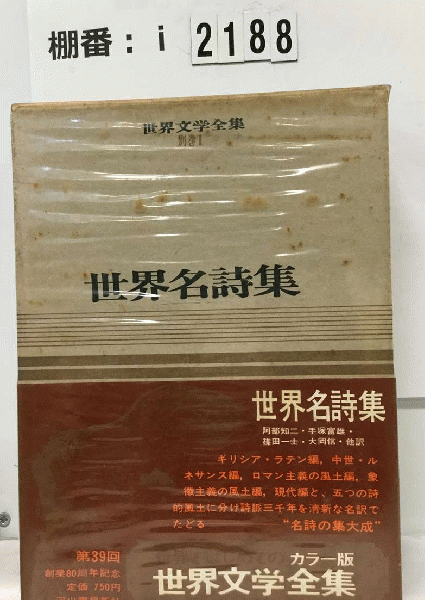 棚番：i 2188
世界文学全集
別巻I
世界名詩集
世界名詩集
阿部知二・手塚富雄・
篠田一士・大岡信・他訳
ギリシア・ラテン編，中世・ル
ネサンス編，ロマン主義の風土編，象
徴主義の風土編，現代編と、五つの詩
的風土に分け詩脈三千年を清新な名訳で
たどる “名詩の集大成”
第39回
創業80周年記念
定価 750円
カラー版
世界文学全集